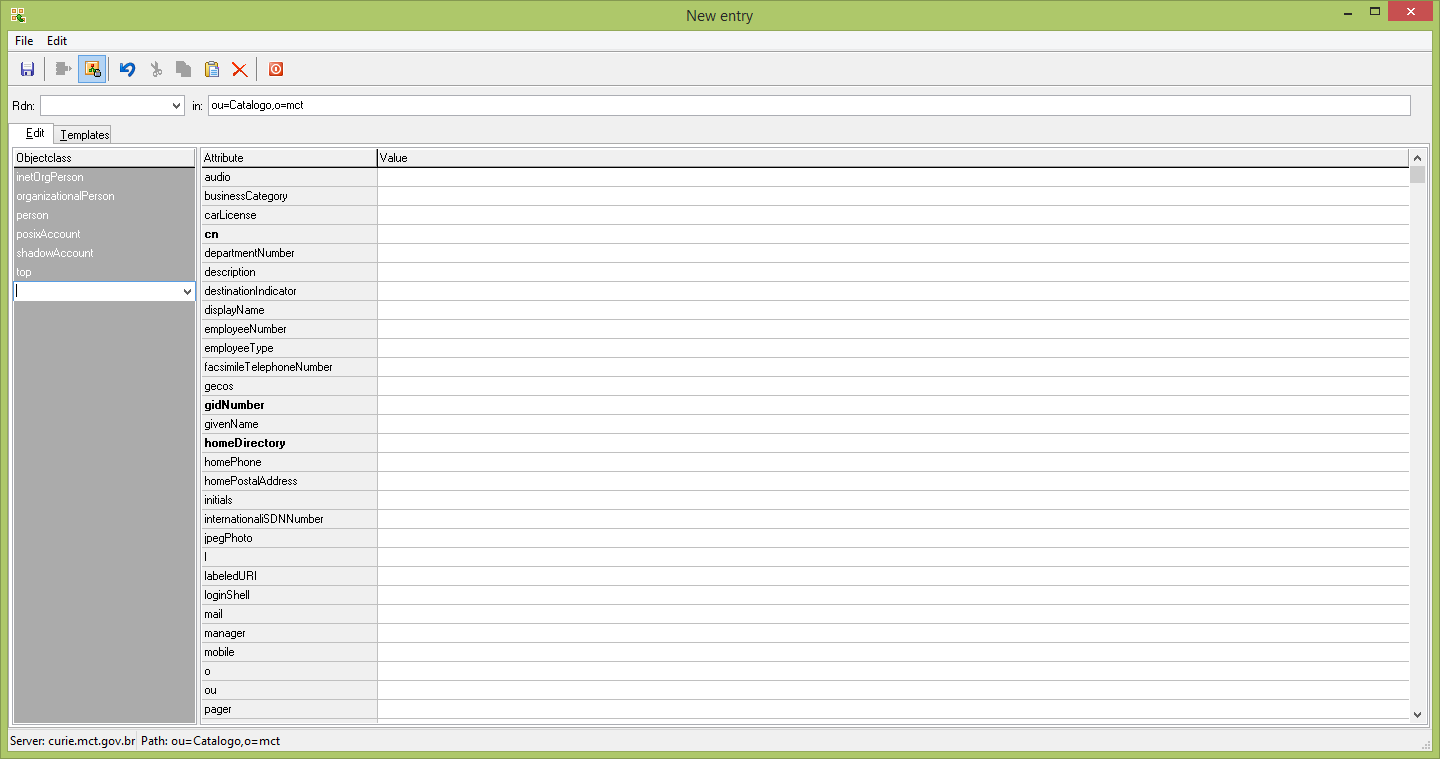 New entry
File Edit
Rdn: in: ou=Catalogo,o=mct
Edit Templates
Objectclass Attribute Value
inetOrgPerson audio
organizationalPerson businessCategory
person carLicense
posixAccount cn
shadowAccount departmentNumber
top description
destinationIndicator
displayName
employeeNumber
employeeType
facsimileTelephoneNumber
gecos
gidNumber
givenName
homeDirectory
homePhone
homePostalAddress
initials
internationaliSDNNumber
jpegPhoto
l
labeledURI
loginShell
mail
manager
mobile
o
ou
pager
Server: curie.mct.gov.br Path: ou=Catalogo,o=mct